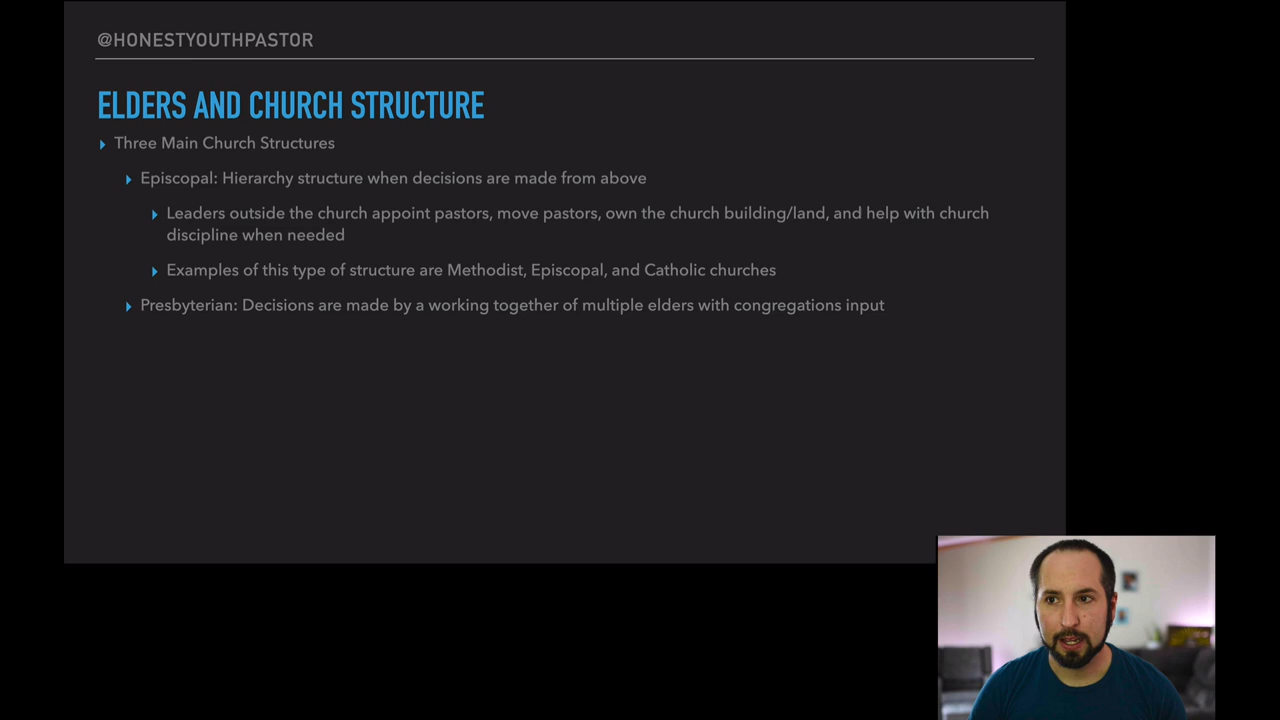 @HONESTYOUTHPASTOR
ELDERS AND CHURCH STRUCTURE
Three Main Church Structures
Episcopal: Hierarchy structure when decisions are made from above
Leaders outside the church appoint pastors, move pastors, own the church building/land, and help with church
discipline when needed
Examples of this type of structure are Methodist, Episcopal, and Catholic churches
Presbyterian: Decisions are made by a working together of multiple elders with congregations input